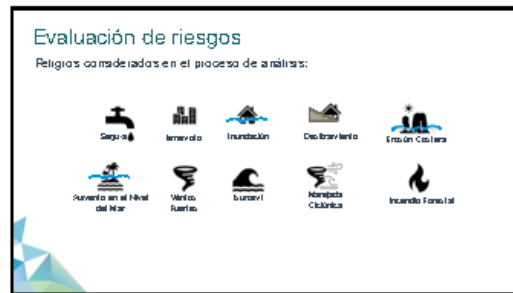 Evaluación de riesgos
Peligros considerados en el proceso de análisis:
Sequía
Terremoto
Inundación
Deslizamiento
Erosión Costera
Aumento en el Nivel
del Mar
Vientos
Fuertes
Tsunami
Marejada
Ciclónica
Incendio Forestal